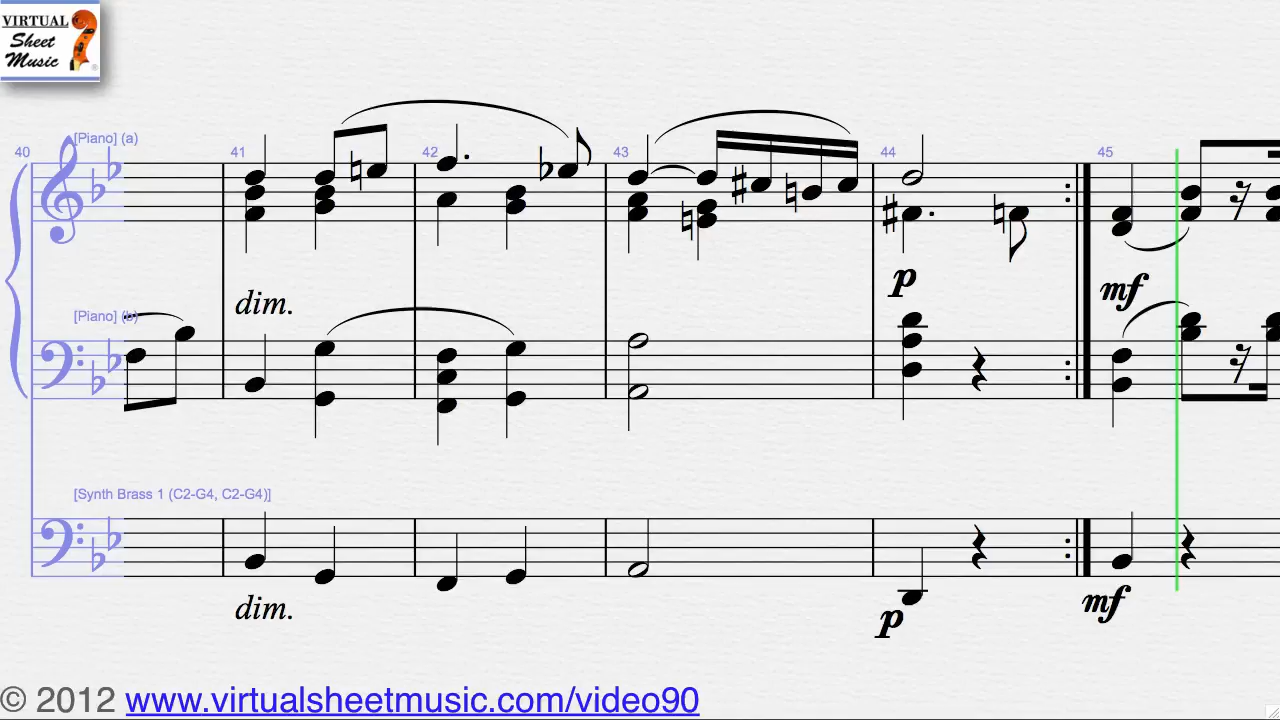 VIRTUAL
Sheet
Music
®
[Piano] (a)
40
41
42
43
44
45
dim.
p
mf
[Piano] (b)
[Synth Brass 1 (C2-G4, C2-G4)]
dim.
p
mf
© 2012 www.virtualsheetmusic.com/video90